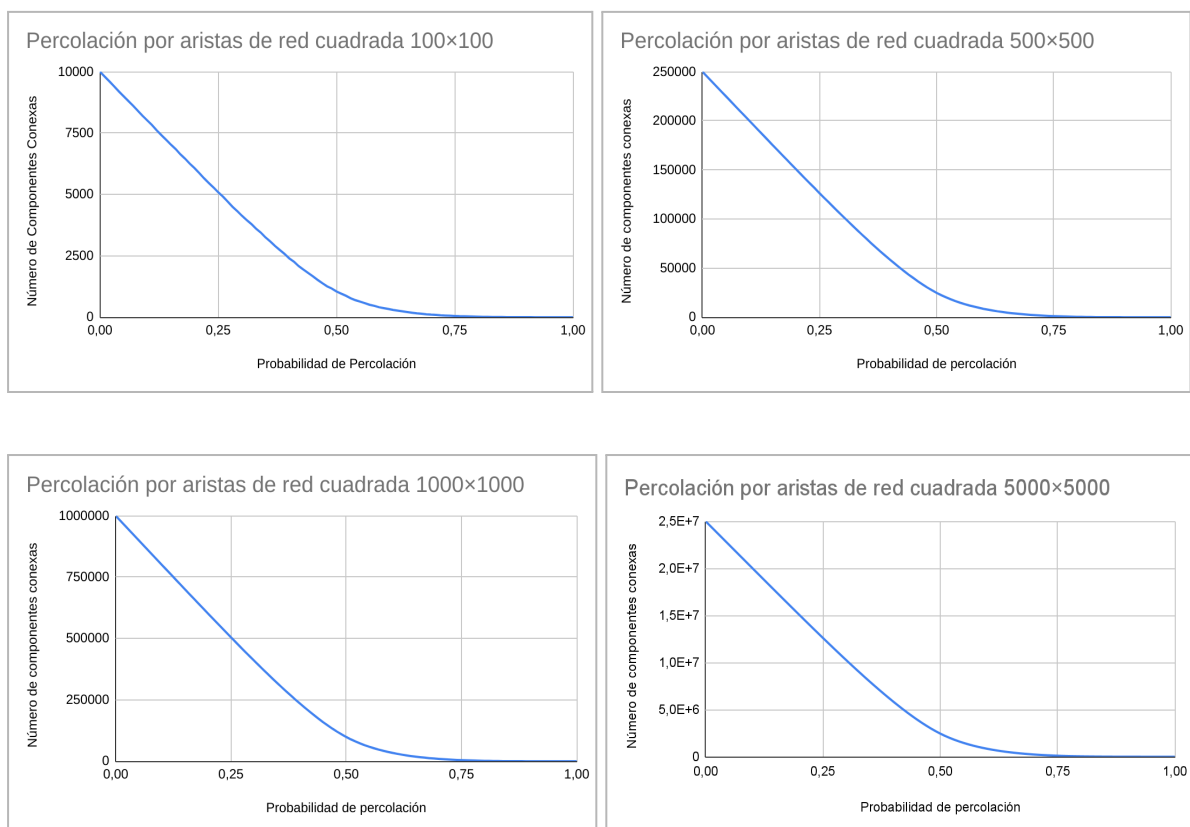 Percolación por aristas de red cuadrada 100×100
10000
7500
5000
2500
0
Número de Componentes Conexas
0,00 0,25 0,50 0,75 1,00
Probabilidad de Percolación
Percolación por aristas de red cuadrada 500×500
250000
200000
150000
100000
50000
0
Número de componentes conexas
0,00 0,25 0,50 0,75 1,00
Probabilidad de percolación
Percolación por aristas de red cuadrada 1000×1000
1000000
750000
500000
250000
0
Número de componentes conexas
0,00 0,25 0,50 0,75 1,00
Probabilidad de percolación
Percolación por aristas de red cuadrada 5000×5000
2,5E+7
2,0E+7
1,5E+7
1,0E+7
5,0E+6
0
Número de componentes conexas
0,00 0,25 0,50 0,75 1,00
Probabilidad de percolación